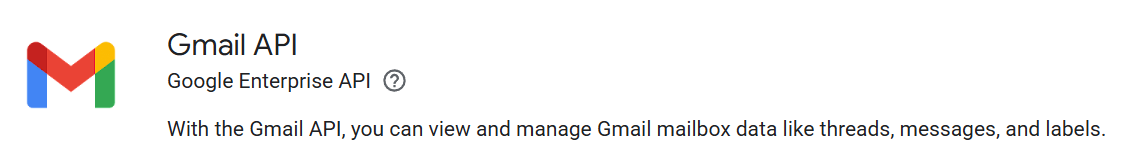 Gmail API
Google Enterprise API
With the Gmail API, you can view and manage Gmail mailbox data like threads, messages, and labels.